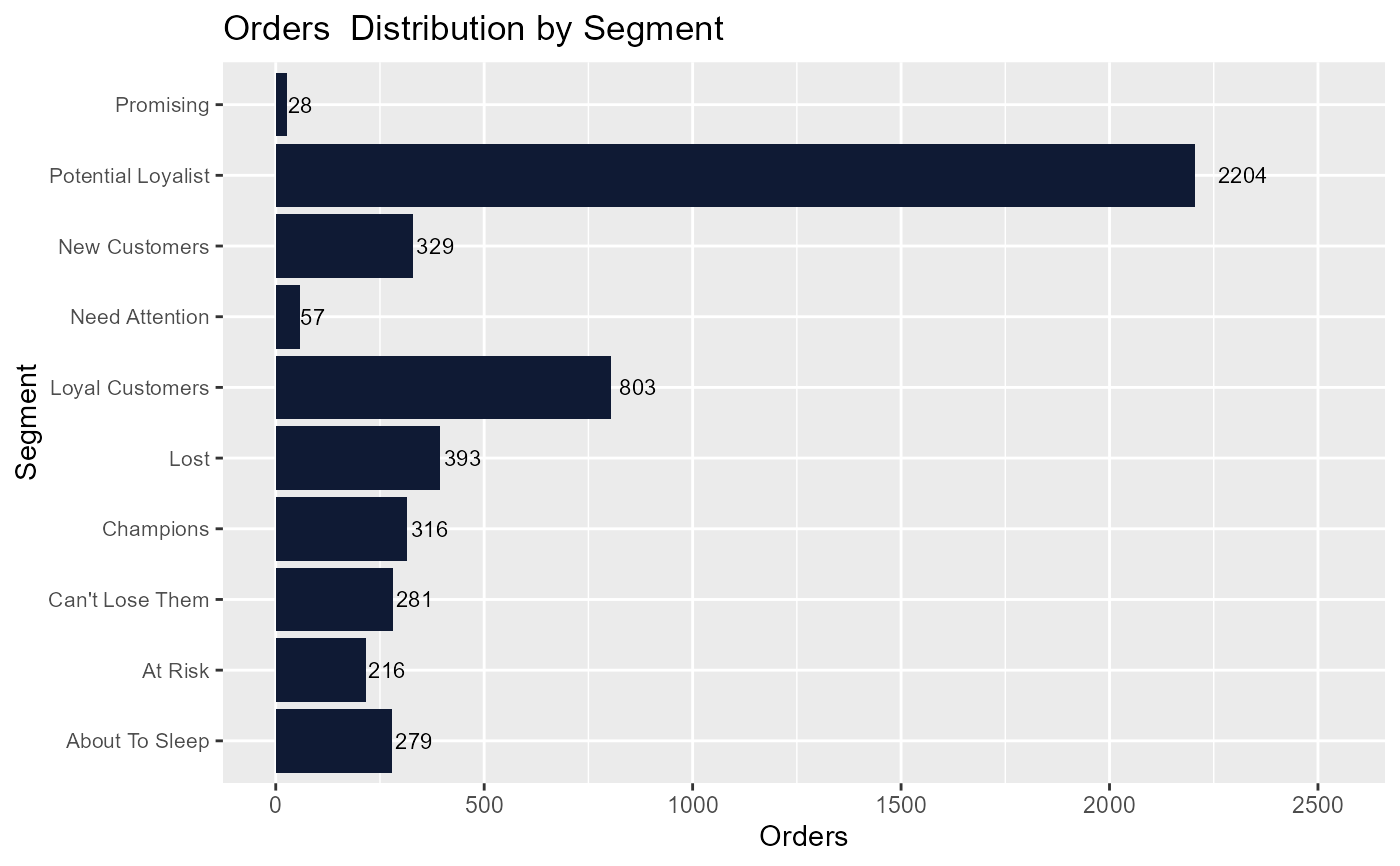 Orders  Distribution by Segment
Promising 28
Potential Loyalist 2204
New Customers 329
Need Attention 57
Loyal Customers 803
Lost 393
Champions 316
Can't Lose Them 281
At Risk 216
About To Sleep 279
Segment
0 500 1000 1500 2000 2500
Orders